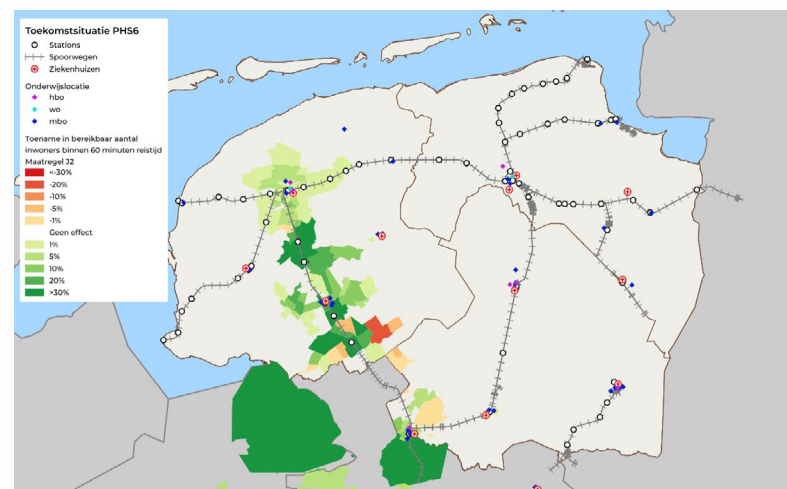 Toekomstsituatie PHS6
Stations
Spoorwegen
Ziekenhuizen
Onderwijslocatie
hbo
wo
mbo
Toename in bereikbaar aantal
inwoners binnen 60 minuten reistijd
Maatregel J2
<-30%
-20%
-10%
-5%
-1%
Geen effect
1%
5%
10%
20%
>30%